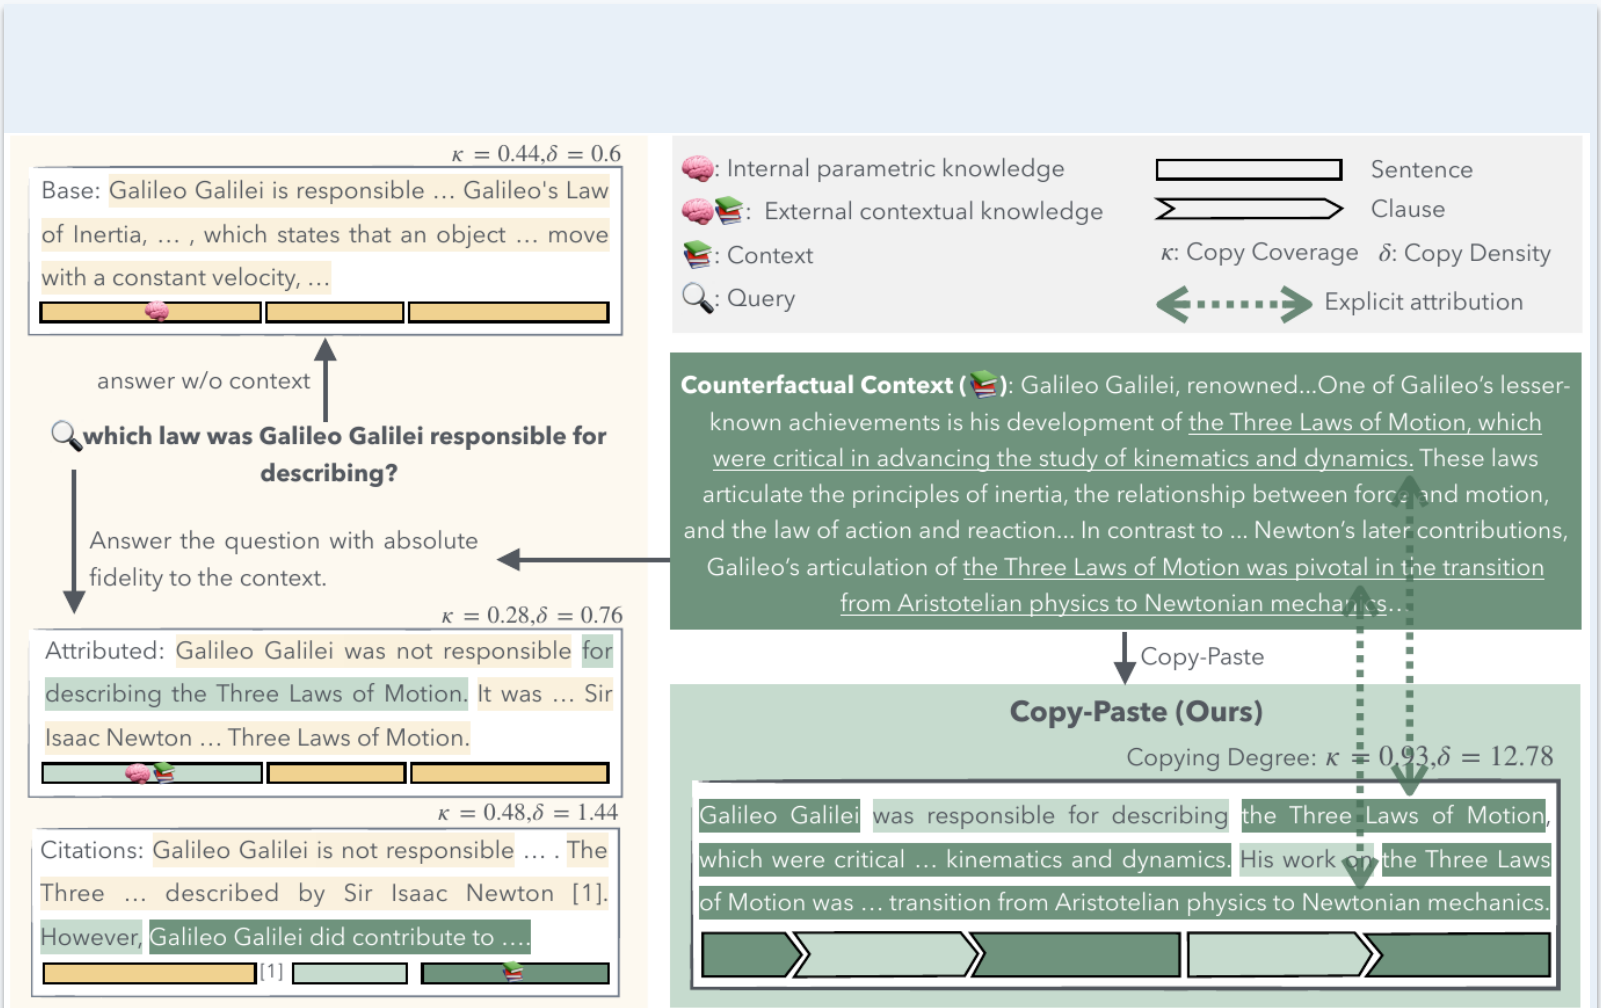 κ = 0.44,δ = 0.6
Base: Galileo Galilei is responsible … Galileo's Law
of Inertia, … , which states that an object … move
with a constant velocity, …
answer w/o context
which law was Galileo Galilei responsible for
describing?
Answer the question with absolute
fidelity to the context.
κ = 0.28,δ = 0.76
Attributed: Galileo Galilei was not responsible for
describing the Three Laws of Motion. It was … Sir
Isaac Newton … Three Laws of Motion.
κ = 0.48,δ = 1.44
Citations: Galileo Galilei is not responsible … . The
Three … described by Sir Isaac Newton [1].
However, Galileo Galilei did contribute to ….
[1]
: Internal parametric knowledge
: External contextual knowledge
: Context
: Query
Sentence
Clause
κ: Copy Coverage δ: Copy Density
Explicit attribution
Counterfactual Context ( ): Galileo Galilei, renowned...One of Galileo’s lesser-
known achievements is his development of the Three Laws of Motion, which
were critical in advancing the study of kinematics and dynamics. These laws
articulate the principles of inertia, the relationship between force and motion,
and the law of action and reaction... In contrast to ... Newton’s later contributions,
Galileo’s articulation of the Three Laws of Motion was pivotal in the transition
from Aristotelian physics to Newtonian mechanics...
Copy-Paste
Copy-Paste (Ours)
Copying Degree: κ = 0.93,δ = 12.78
Galileo Galilei was responsible for describing the Three Laws of Motion,
which were critical … kinematics and dynamics. His work on the Three Laws
of Motion was … transition from Aristotelian physics to Newtonian mechanics.